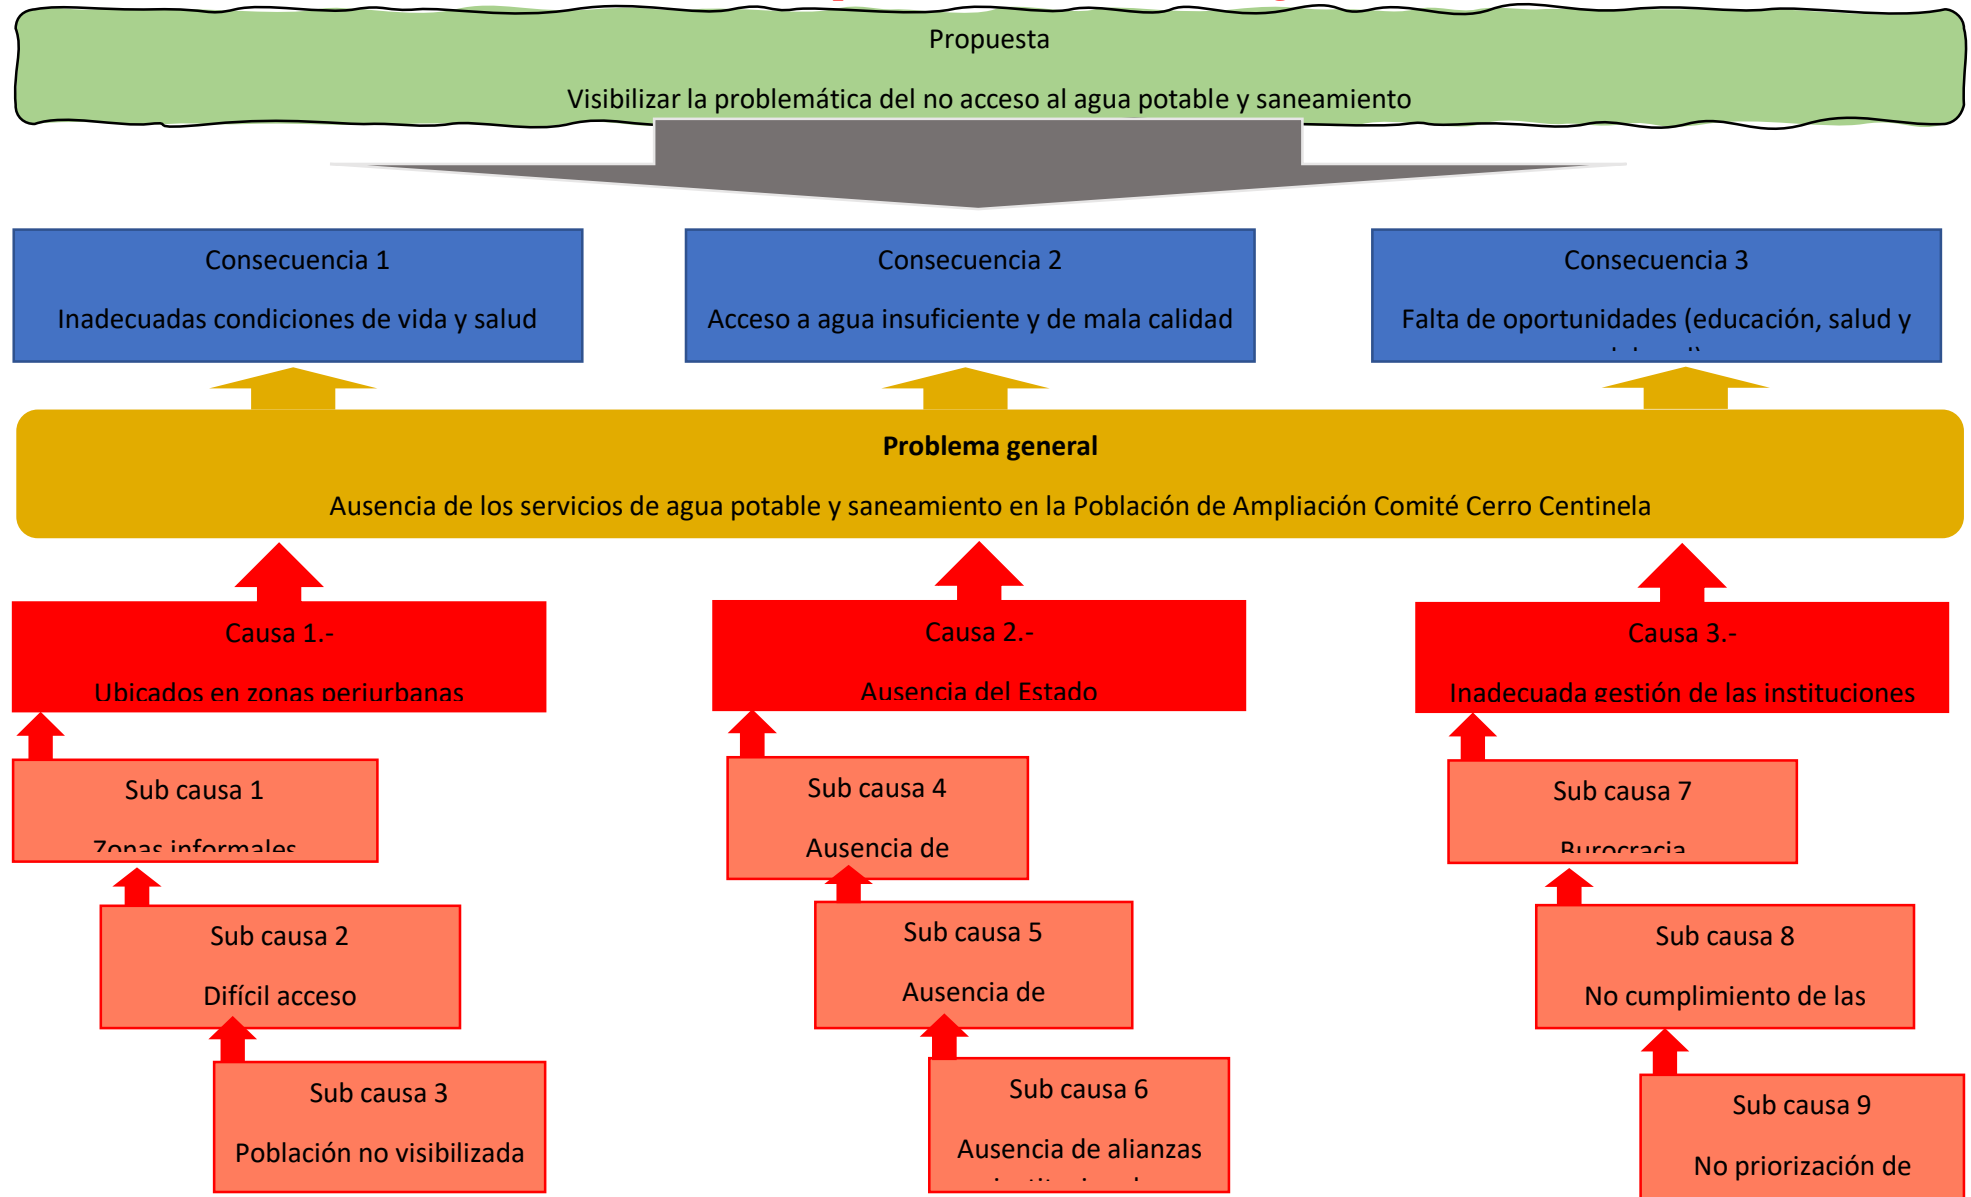 Propuesta
Visibilizar la problemática del no acceso al agua potable y saneamiento
Consecuencia 1
Inadecuadas condiciones de vida y salud
Consecuencia 2
Acceso a agua insuficiente y de mala calidad
Consecuencia 3
Falta de oportunidades (educación, salud y
Problema general
Ausencia de los servicios de agua potable y saneamiento en la Población de Ampliación Comité Cerro Centinela
Causa 1.-
Ubicados en zonas periurbanas
Causa 2.-
Ausencia del Estado
Causa 3.-
Inadecuada gestión de las instituciones
Sub causa 1
Zonas informales
Sub causa 2
Difícil acceso
Sub causa 3
Población no visibilizada
Sub causa 4
Ausencia de
Sub causa 5
Ausencia de
Sub causa 6
Ausencia de alianzas
Sub causa 7
Burocracia
Sub causa 8
No cumplimiento de las
Sub causa 9
No priorización de